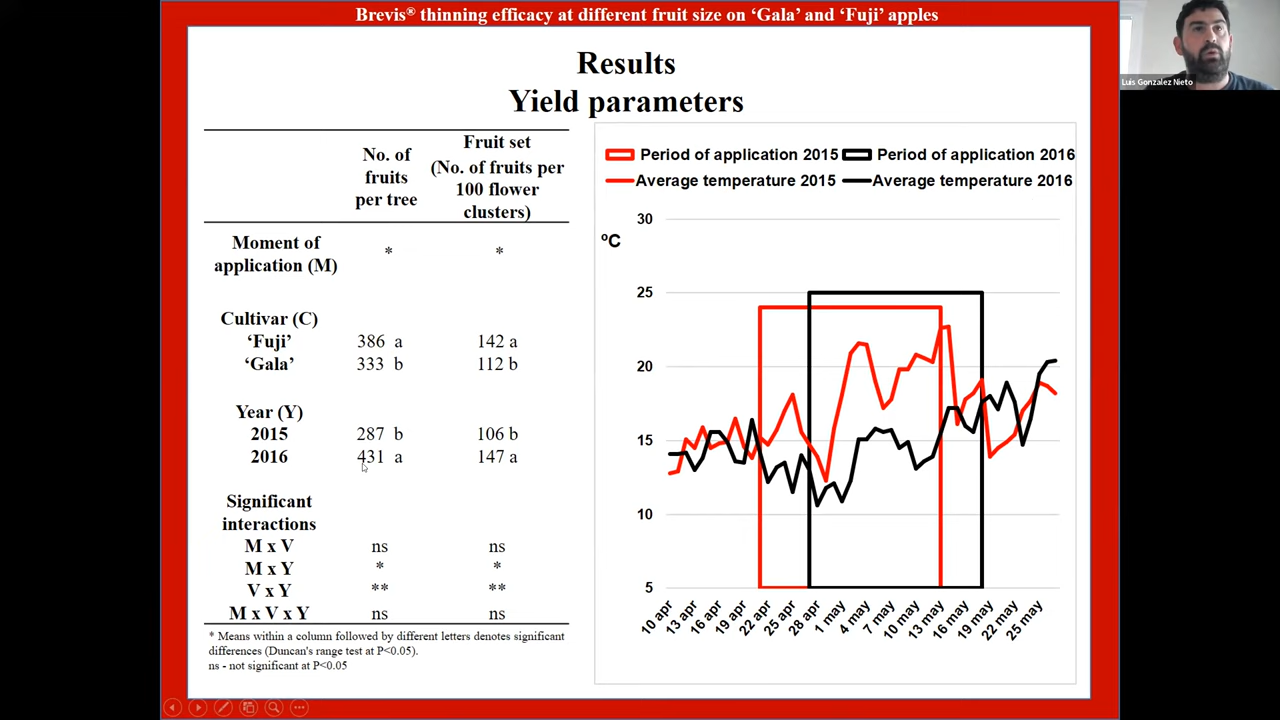 Brevis® thinning efficacy at different fruit size on ‘Gala’ and ‘Fuji’ apples
Luis Gonzalez Nieto
Results
Yield parameters
No. of fruits per tree
Fruit set (No. of fruits per 100 flower clusters)
Moment of application (M) * *
Cultivar (C)
‘Fuji’ 386 a 142 a
‘Gala’ 333 b 112 b
Year (Y)
2015 287 b 106 b
2016 431 a 147 a
Significant interactions
M x V ns ns
M x Y * *
V x Y ** **
M x V x Y ns ns
* Means within a column followed by different letters denotes significant
differences (Duncan's range test at P<0.05).
ns - not significant at P<0.05
Period of application 2015 Period of application 2016
Average temperature 2015 Average temperature 2016
ºC
30
25
20
15
10
5
10 apr 13 apr 16 apr 19 apr 22 apr 25 apr 28 apr 1 may 4 may 7 may 10 may 13 may 16 may 19 may 22 may 25 may